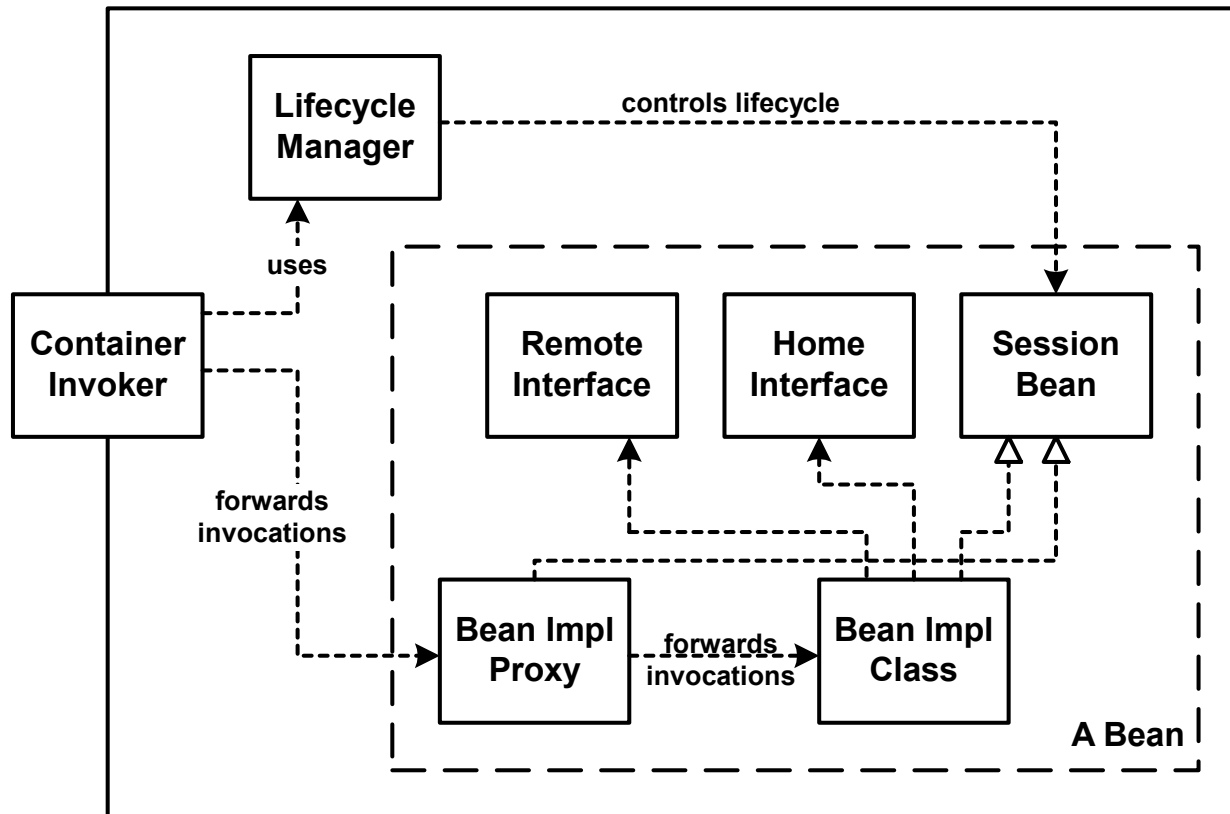 Lifecycle
Manager
controls lifecycle
uses
Container
Invoker
Remote
Interface
Home
Interface
Session
Bean
forwards
invocations
Bean Impl
Proxy
forwards
invocations
Bean Impl
Class
A Bean